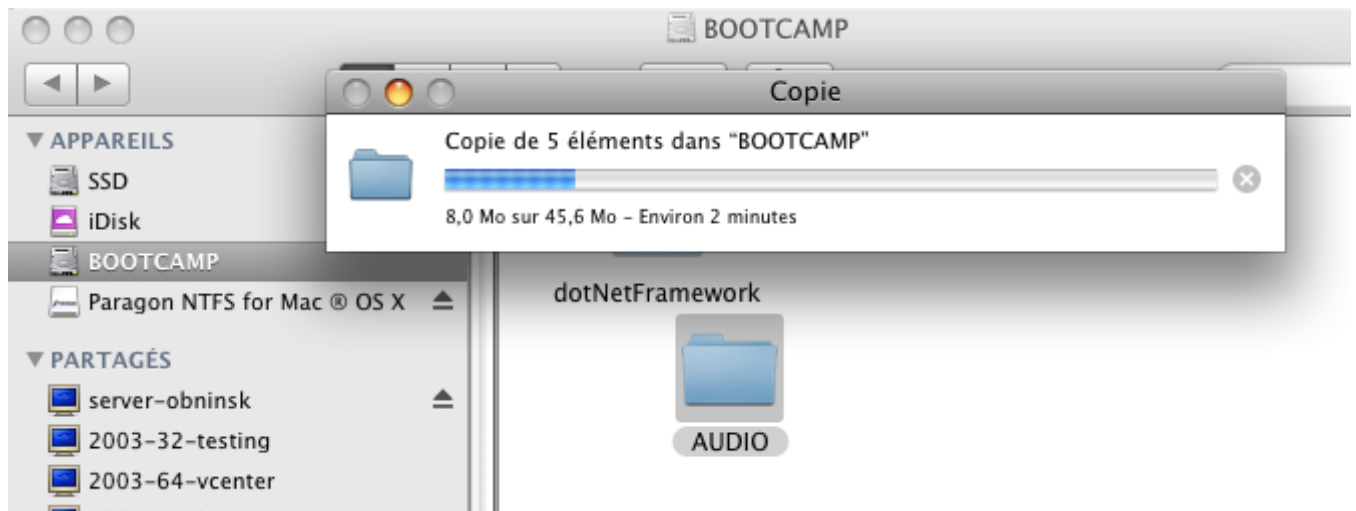 BOOTCAMP
Copie
Copie de 5 éléments dans “BOOTCAMP”
8,0 Mo sur 45,6 Mo – Environ 2 minutes
APPAREILS
SSD
iDisk
BOOTCAMP
Paragon NTFS for Mac ® OS X
PARTAGÉS
server-obninsk
2003-32-testing
2003-64-vcenter
dotNetFramework
AUDIO